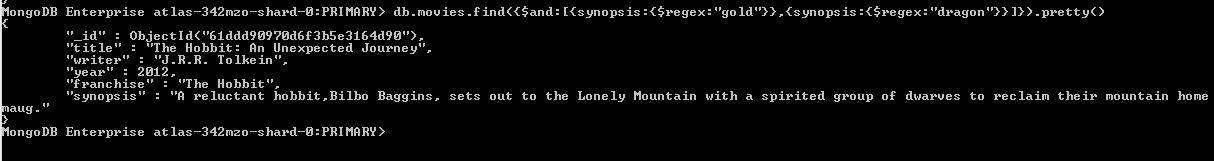 MongoDB Enterprise atlas-342mzo-shard-0:PRIMARY> db.movies.find({$and:[{synopsis:{$regex:"gold"}},{synopsis:{$regex:"dragon"}}]}).pretty()
{
        "_id" : ObjectId("61ddd90970d6f3b5e3164d90"),
        "title" : "The Hobbit: An Unexpected Journey",
        "writer" : "J.R.R. Tolkein",
        "year" : 2012,
        "franchise" : "The Hobbit",
        "synopsis" : "A reluctant hobbit,Bilbo Baggins, sets out to the Lonely Mountain with a spirited group of dwarves to reclaim their mountain home
maug."
}
MongoDB Enterprise atlas-342mzo-shard-0:PRIMARY>